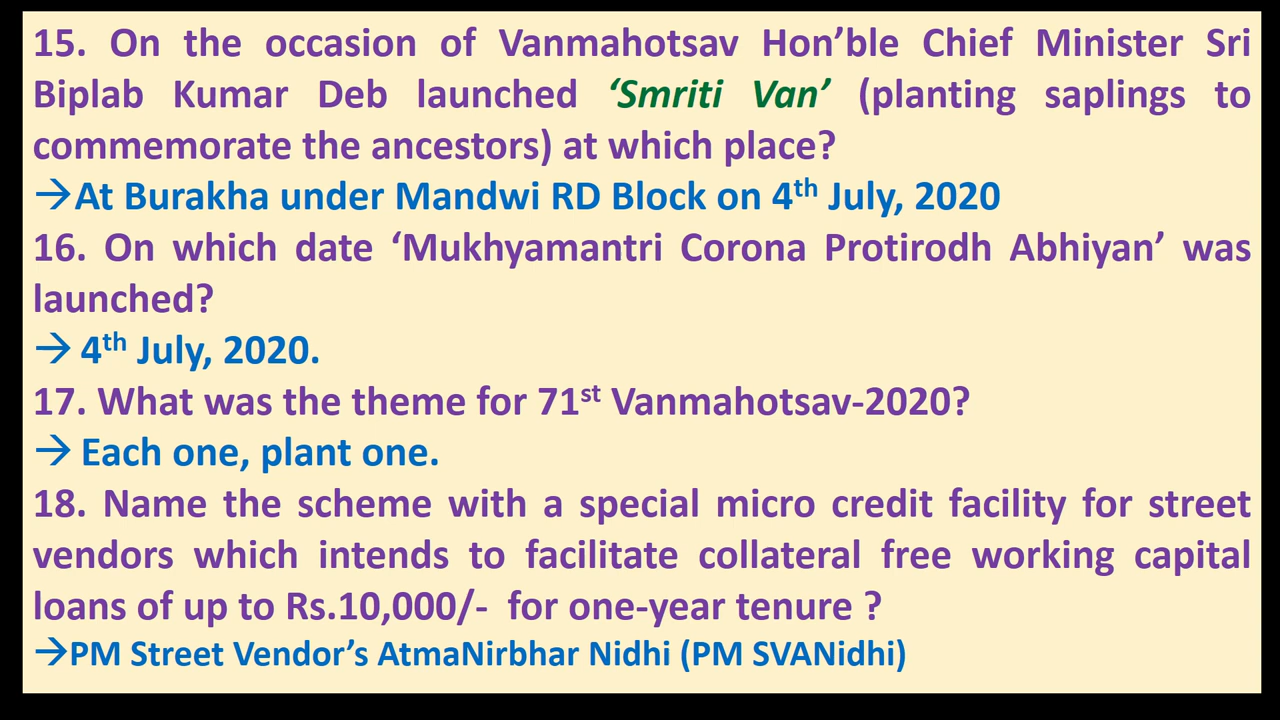 15. On the occasion of Vanmahotsav Hon’ble Chief Minister Sri
Biplab Kumar Deb launched ‘Smriti Van’ (planting saplings to
commemorate the ancestors) at which place?
→At Burakha under Mandwi RD Block on 4th July, 2020
16. On which date ‘Mukhyamantri Corona Protirodh Abhiyan’ was
launched?
→ 4th July, 2020.
17. What was the theme for 71st Vanmahotsav-2020?
→ Each one, plant one.
18. Name the scheme with a special micro credit facility for street
vendors which intends to facilitate collateral free working capital
loans of up to Rs.10,000/- for one-year tenure ?
→PM Street Vendor’s AtmaNirbhar Nidhi (PM SVANidhi)